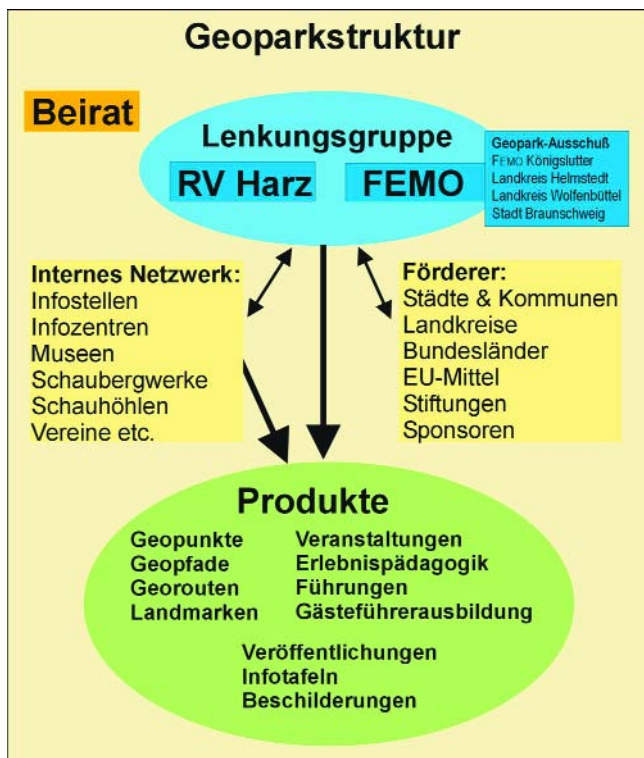 Geoparkstruktur
Beirat
Lenkungsgruppe
RV Harz
FEMO
Geopark-Ausschuß
FEMO Königslutter
Landkreis Helmstedt
Landkreis Wolfenbüttel
Stadt Braunschweig
Internes Netzwerk:
Infostellen
Infozentren
Museen
Schaubergwerke
Schauhöhlen
Vereine etc.
Förderer:
Städte & Kommunen
Landkreise
Bundesländer
EU-Mittel
Stiftungen
Sponsoren
Produkte
Geopunkte
Geopfade
Georouten
Landmarken
Veranstaltungen
Erlebnispädagogik
Führungen
Gästeführerausbildung
Veröffentlichungen
Infotafeln
Beschilderungen